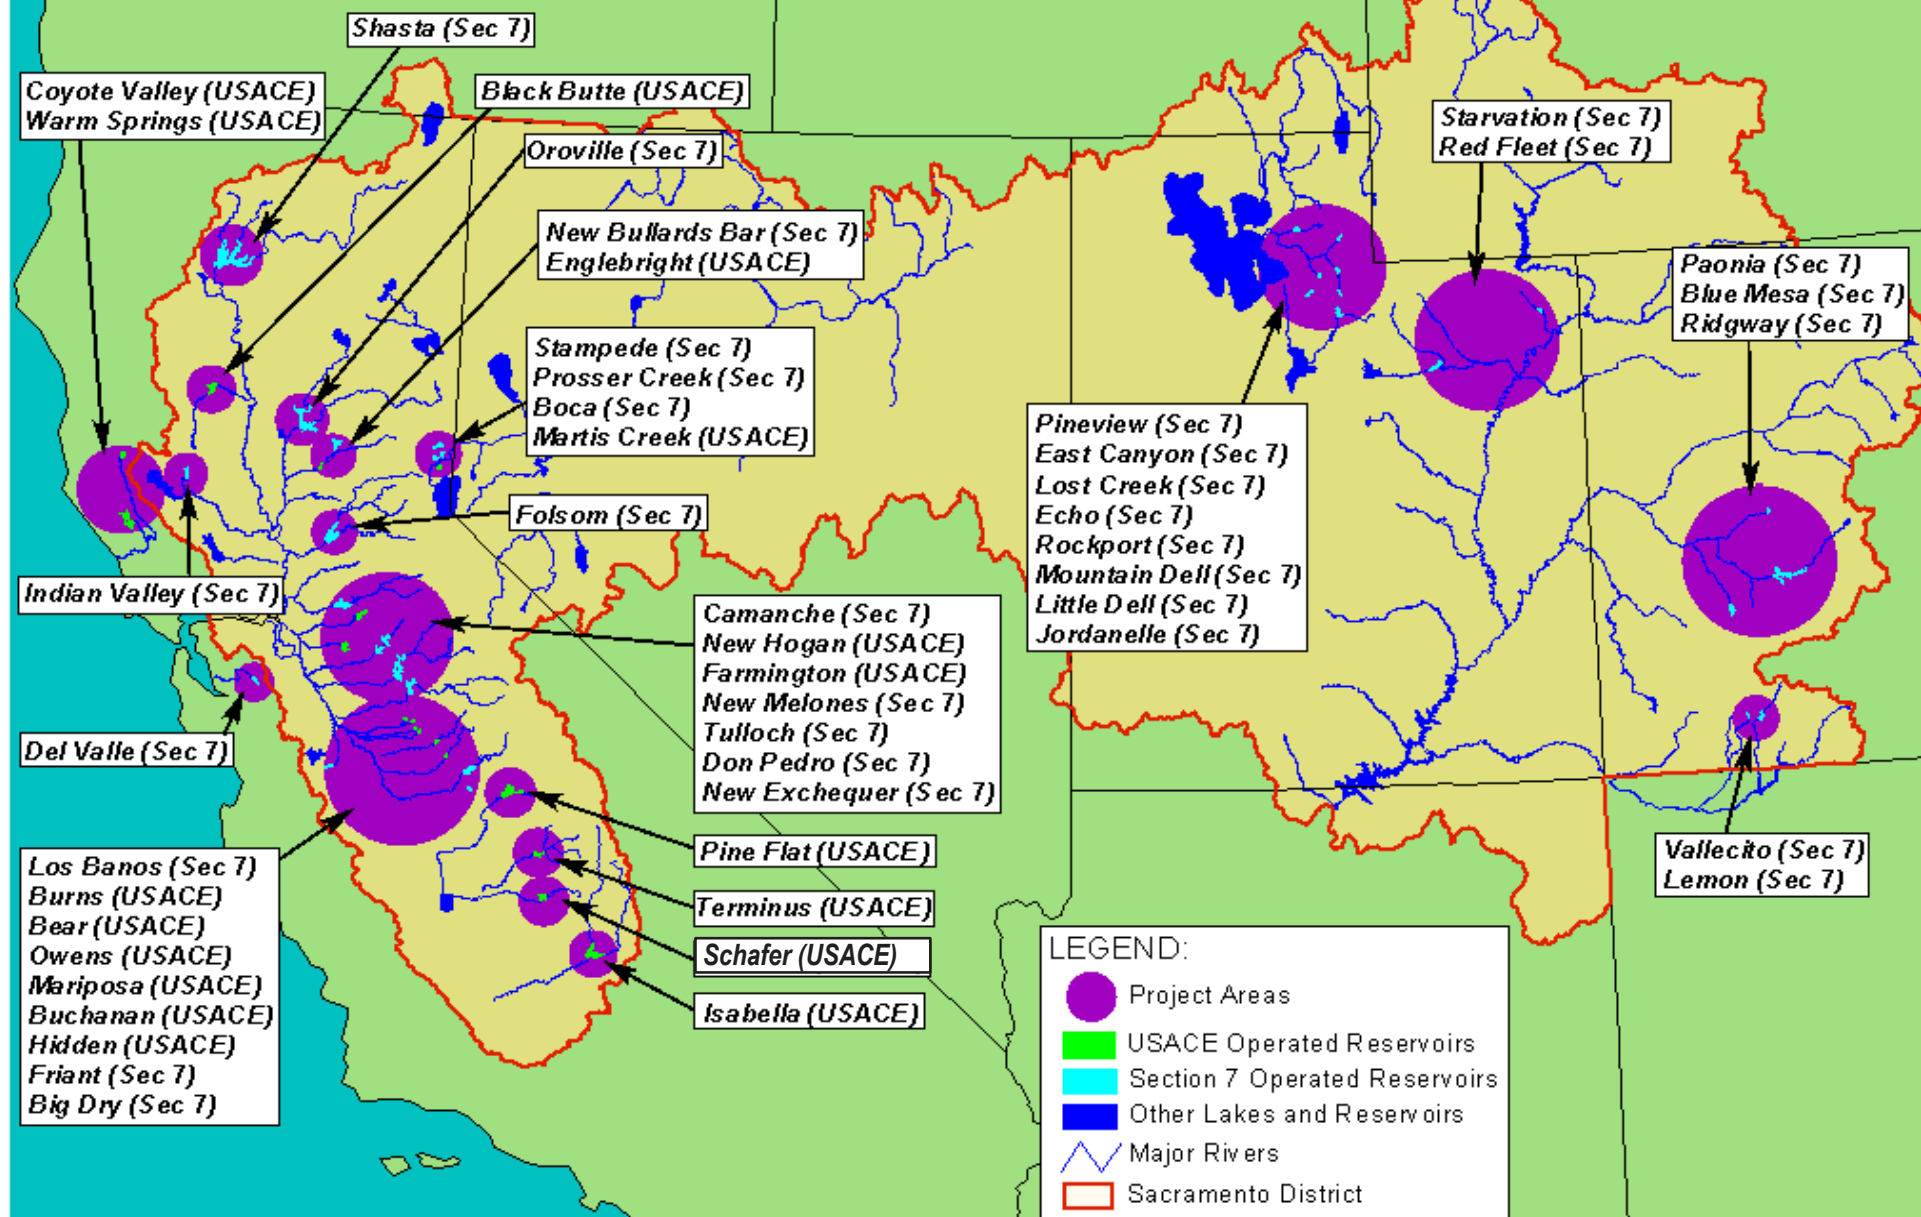 Shasta (Sec 7)
Coyote Valley (USACE)
Warm Springs (USACE)
Black Butte (USACE)
Oroville (Sec 7)
New Bullards Bar (Sec 7)
Englebright (USACE)
Stampede (Sec 7)
Prosser Creek (Sec 7)
Boca (Sec 7)
Martis Creek (USACE)
Folsom (Sec 7)
Indian Valley (Sec 7)
Del Valle (Sec 7)
Camanche (Sec 7)
New Hogan (USACE)
Farmington (USACE)
New Melones (Sec 7)
Tulloch (Sec 7)
Don Pedro (Sec 7)
New Exchequer (Sec 7)
Pine Flat (USACE)
Terminus (USACE)
Schafer (USACE)
Isabella (USACE)
Los Banos (Sec 7)
Burns (USACE)
Bear (USACE)
Owens (USACE)
Mariposa (USACE)
Buchanan (USACE)
Hidden (USACE)
Friant (Sec 7)
Big Dry (Sec 7)
Starvation (Sec 7)
Red Fleet (Sec 7)
Paonia (Sec 7)
Blue Mesa (Sec 7)
Ridgway (Sec 7)
Pineview (Sec 7)
East Canyon (Sec 7)
Lost Creek (Sec 7)
Echo (Sec 7)
Rockport (Sec 7)
Mountain Dell (Sec 7)
Little Dell (Sec 7)
Jordanelle (Sec 7)
Vallecito (Sec 7)
Lemon (Sec 7)
LEGEND:
Project Areas
USACE Operated Reservoirs
Section 7 Operated Reservoirs
Other Lakes and Reservoirs
Major Rivers
Sacramento District